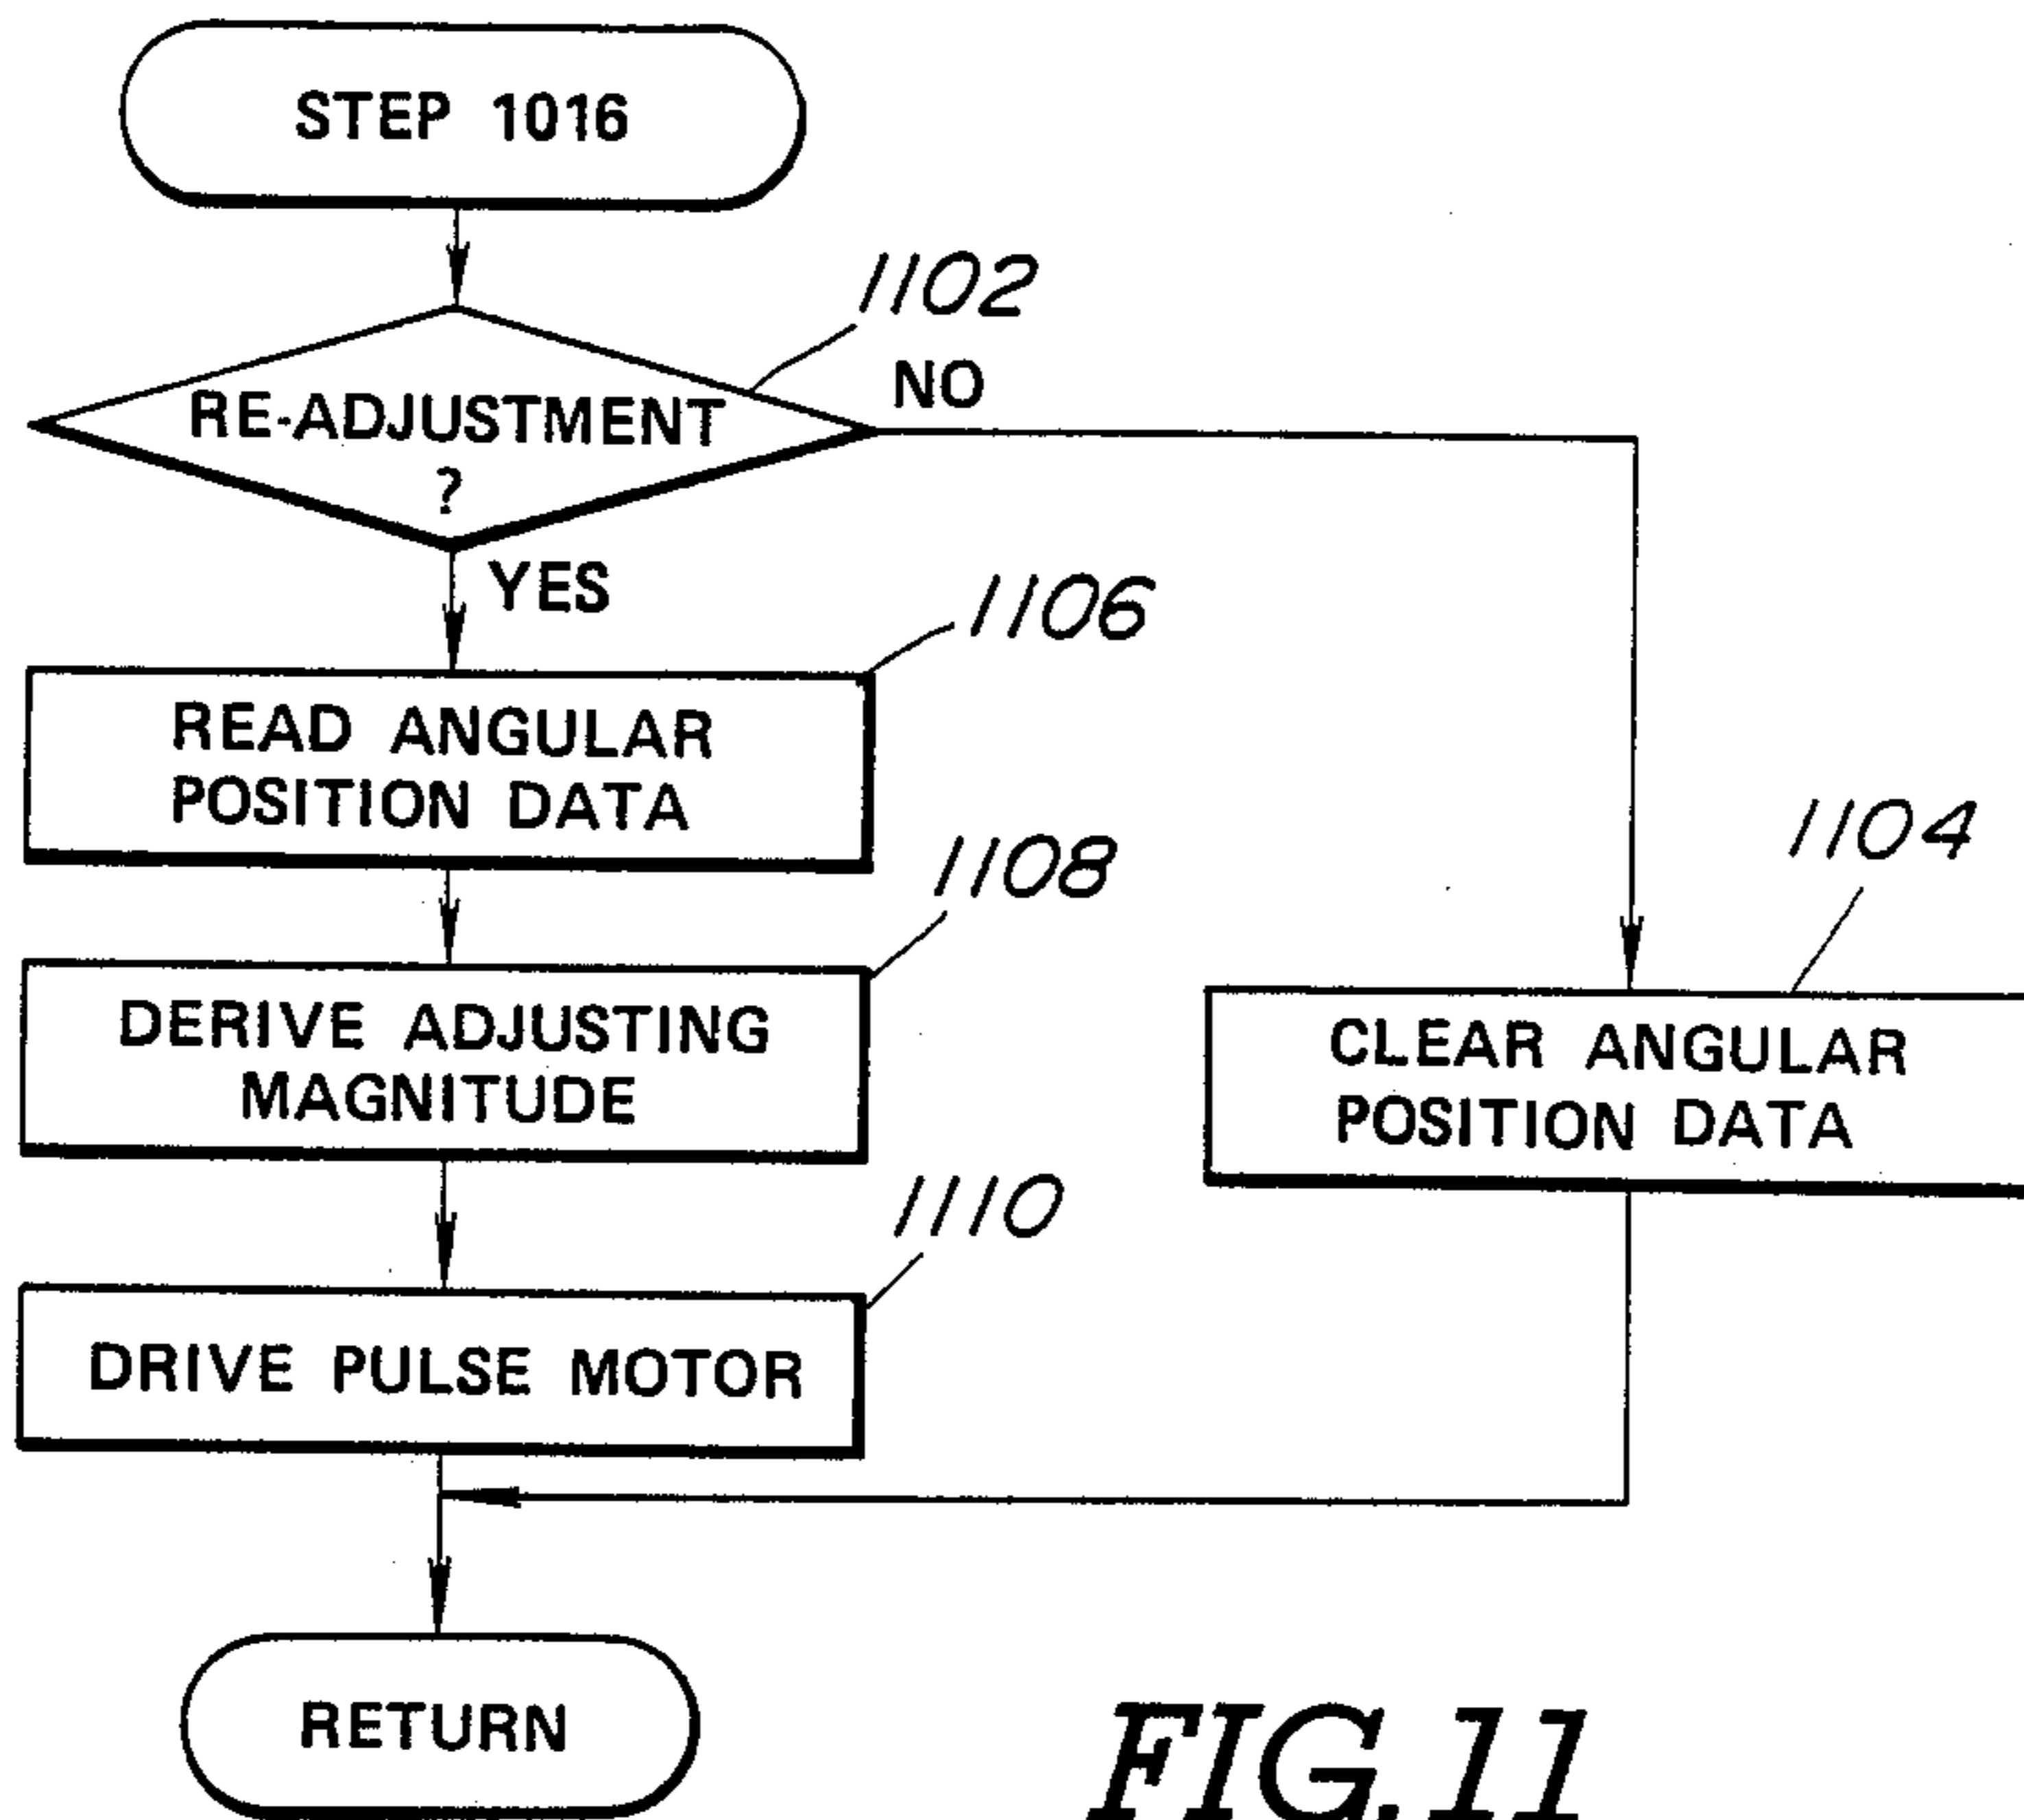 STEP 1016
1102
NO
RE-ADJUSTMENT
?
YES
1106
READ ANGULAR
POSITION DATA
1108
DERIVE ADJUSTING
MAGNITUDE
1104
CLEAR ANGULAR
POSITION DATA
1110
DRIVE PULSE MOTOR
RETURN
FIG.11